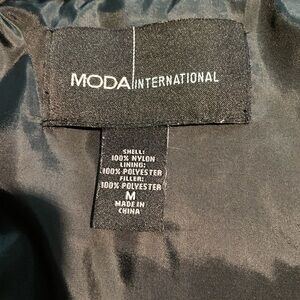 MODA INTERNATIONAL
SHELL:
100% NYLON
LINING:
100% POLYESTER
FILLER:
100% POLYESTER
M
MADE IN
CHINA